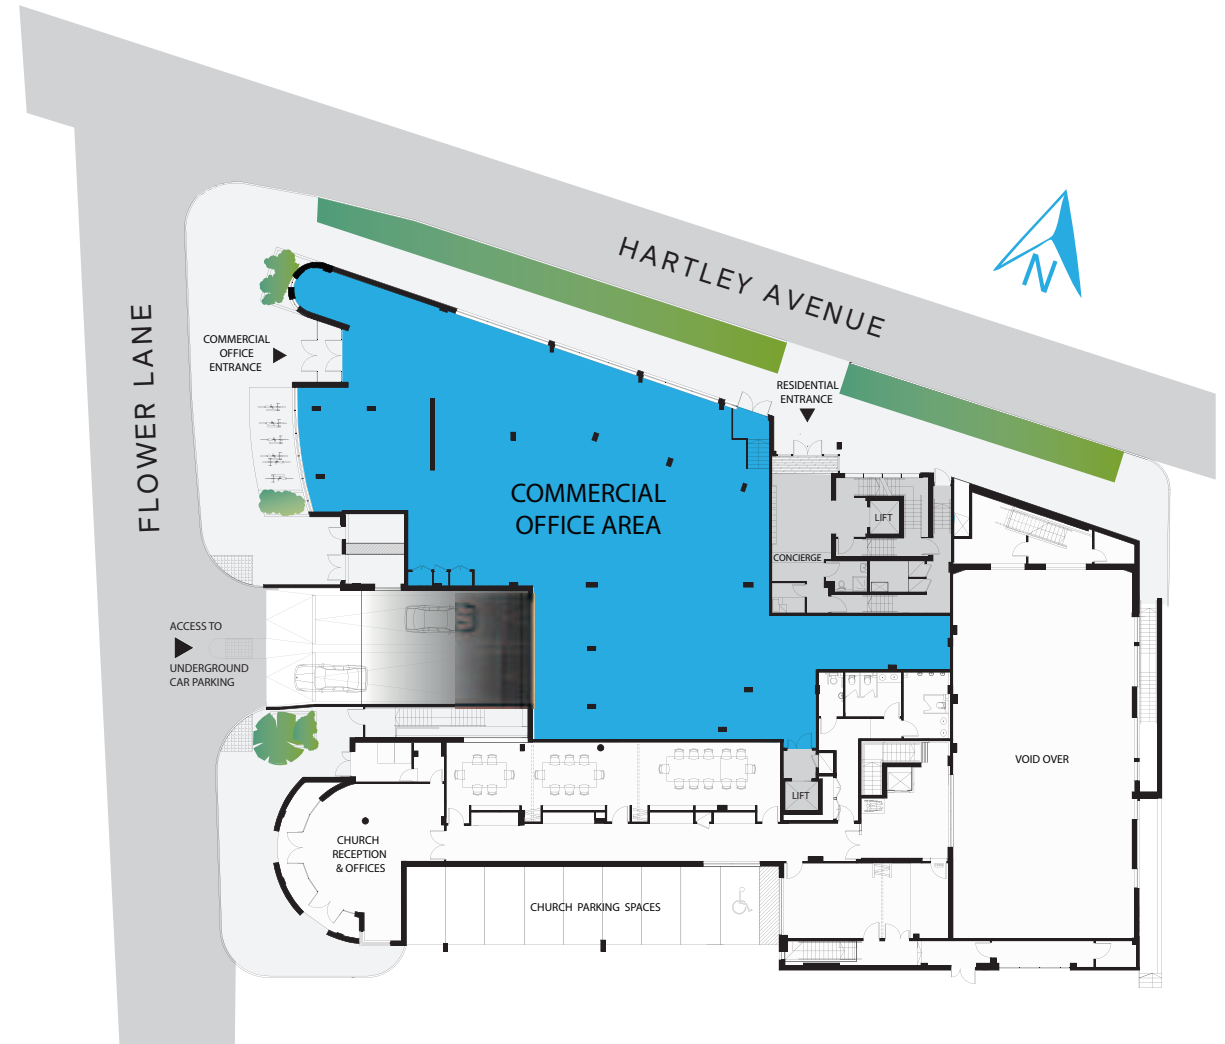 HARTLEY AVENUE
N
FLOWER LANE
COMMERCIAL
OFFICE
ENTRANCE
RESIDENTIAL
ENTRANCE
COMMERCIAL
OFFICE AREA
LIFT
CONCIERGE
ACCESS TO
UNDERGROUND
CAR PARKING
VOID OVER
LIFT
CHURCH
RECEPTION
& OFFICES
CHURCH PARKING SPACES